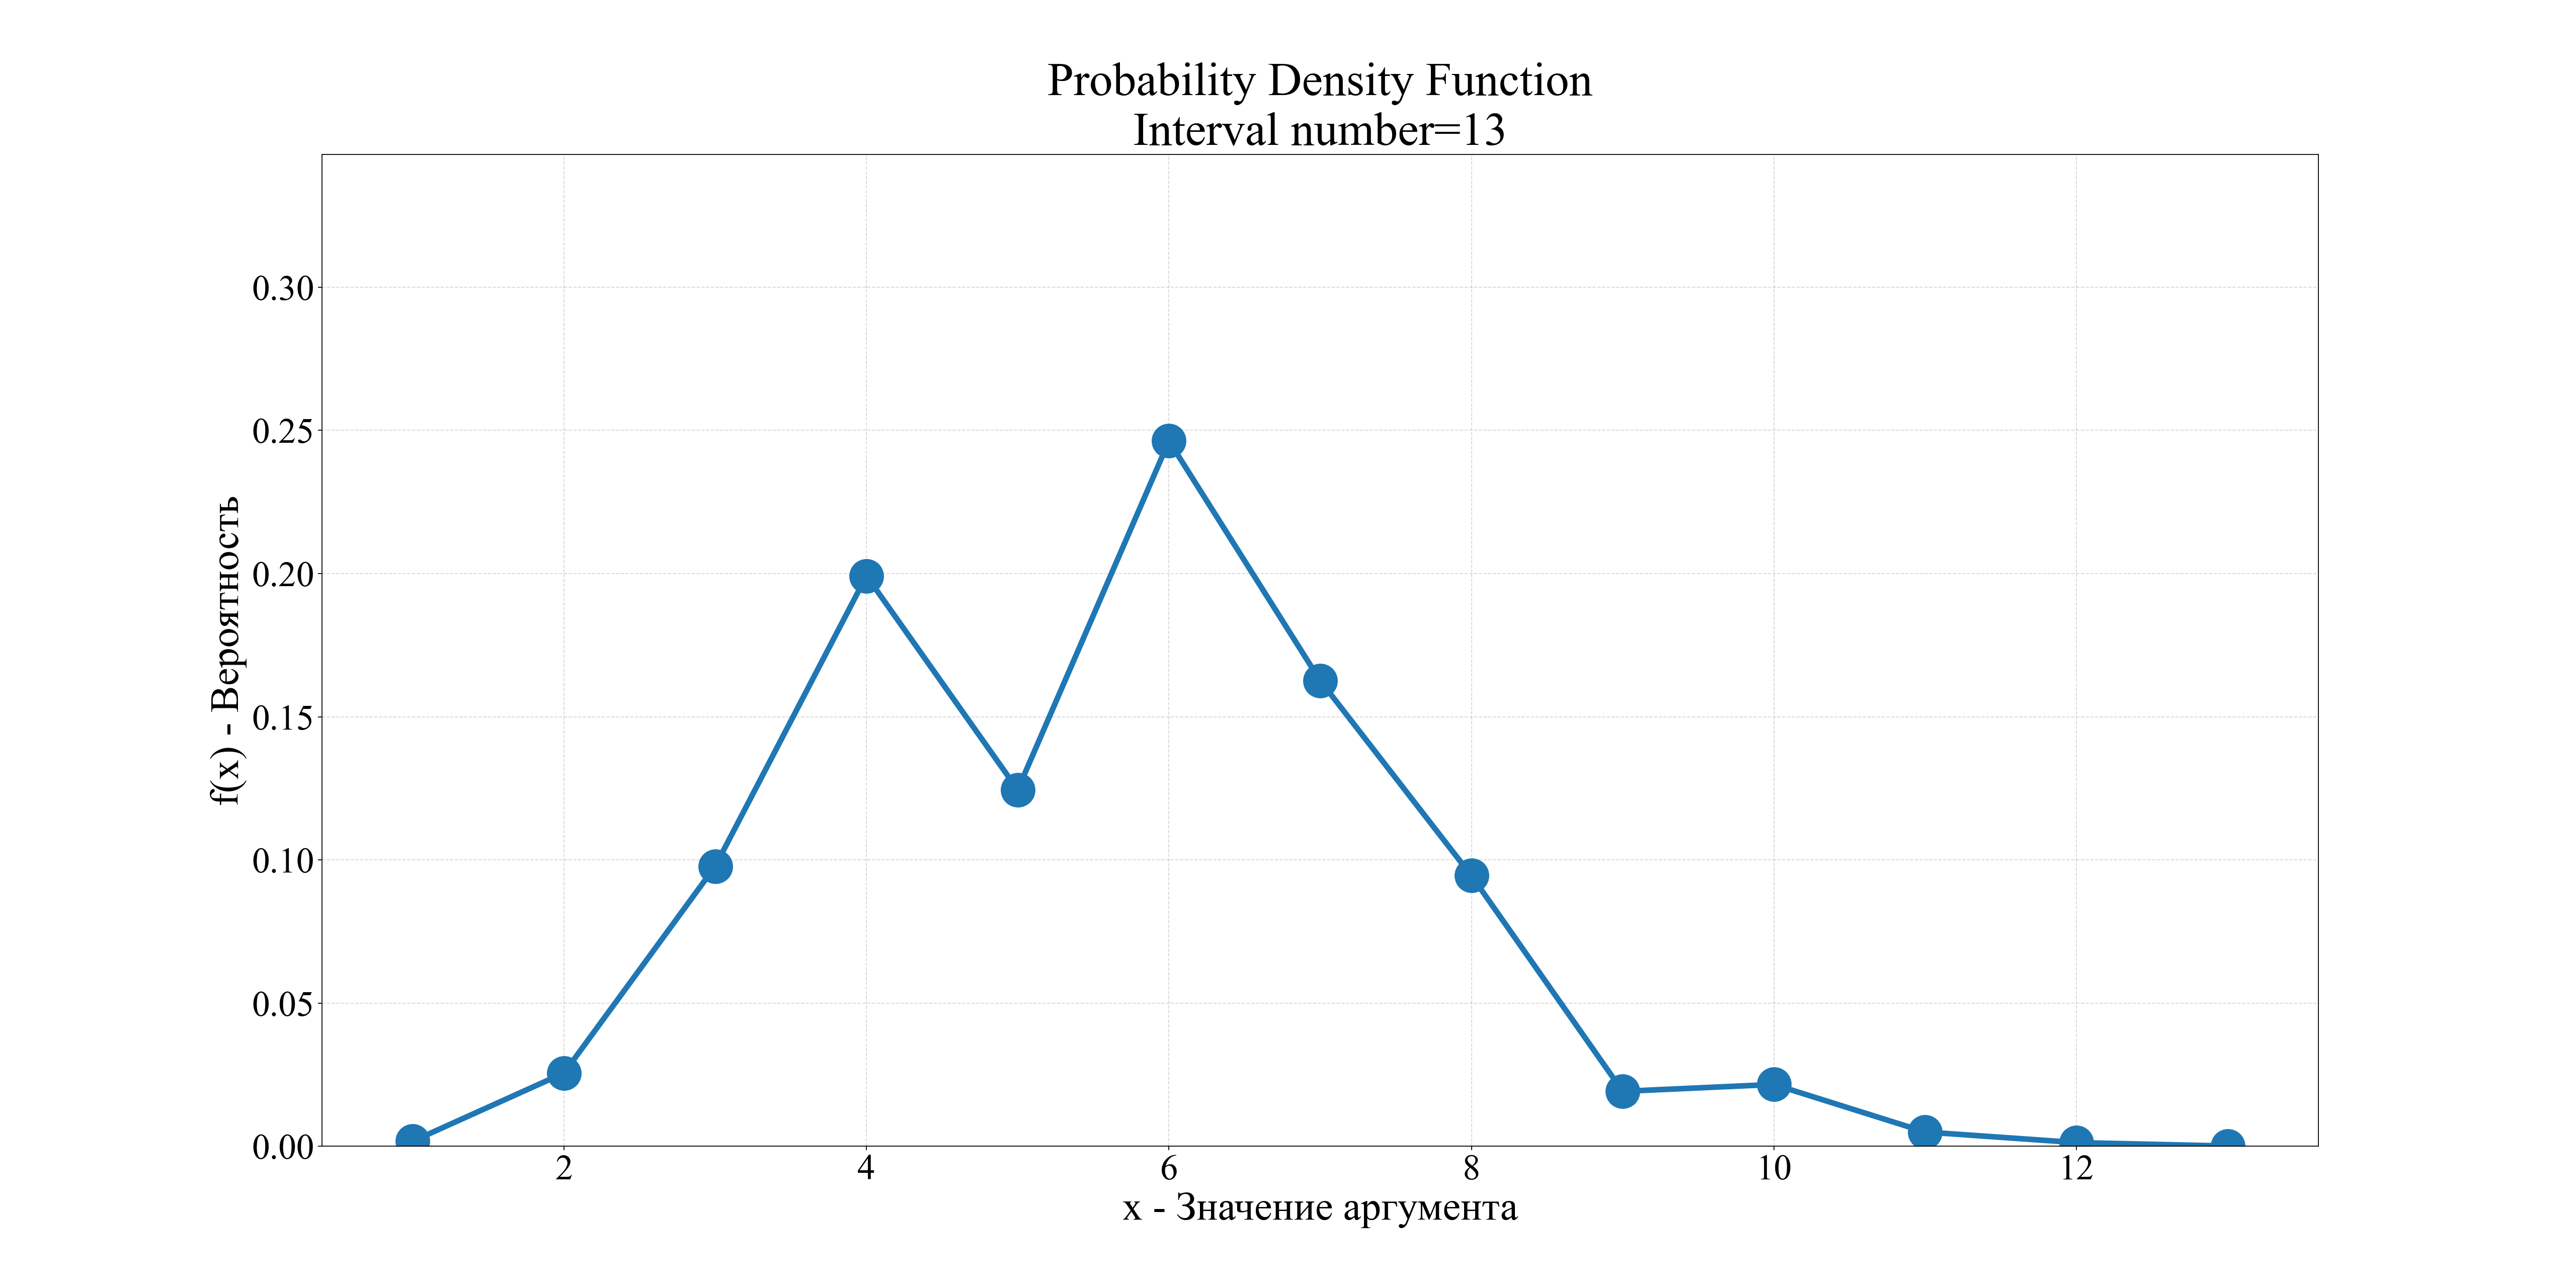 Probability Density Function
Interval number=13
0.30
0.25
0.20
0.15
0.10
0.05
0.00
f(x) - Вероятность
2 4 6 8 10 12
x - Значение аргумента